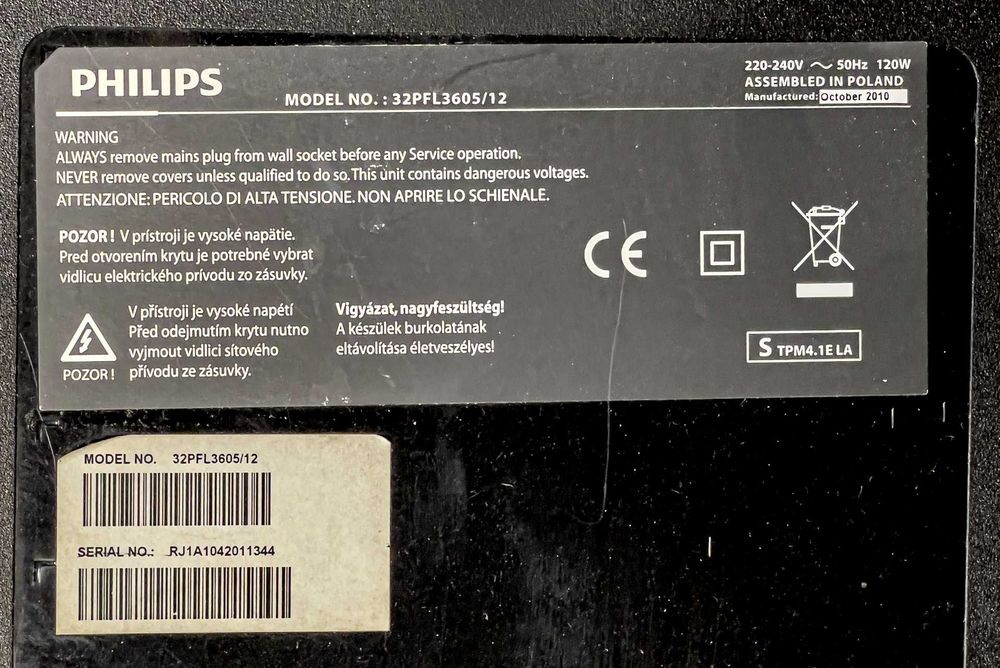 PHILIPS
MODEL NO. : 32PFL3605/12
220-240V ~ 50Hz 120W
ASSEMBLED IN POLAND
Manufactured: October 2010
WARNING
ALWAYS remove mains plug from wall socket before any Service operation.
NEVER remove covers unless qualified to do so. This unit contains dangerous voltages.
ATTENZIONE: PERICOLO DI ALTA TENSIONE. NON APRIRE LO SCHIENALE.
POZOR ! V prístroji je vysoké napätie.
Pred otvorením krytu je potrebné vybrat
vidlicu elektrického prívodu zo zásuvky.
V přístroji je vysoké napétí
Před odejmutím krytu nutno
vyjmout vidlici sítového
přívodu ze zásuvky.
POZOR !
Vigyázat, nagyfeszültség!
A készülek burkolatának
eltávolítása életveszélyes!
CE
S TPM4.1E LA
MODEL NO. 32PFL3605/12
SERIAL NO.: RJ1A1042011344